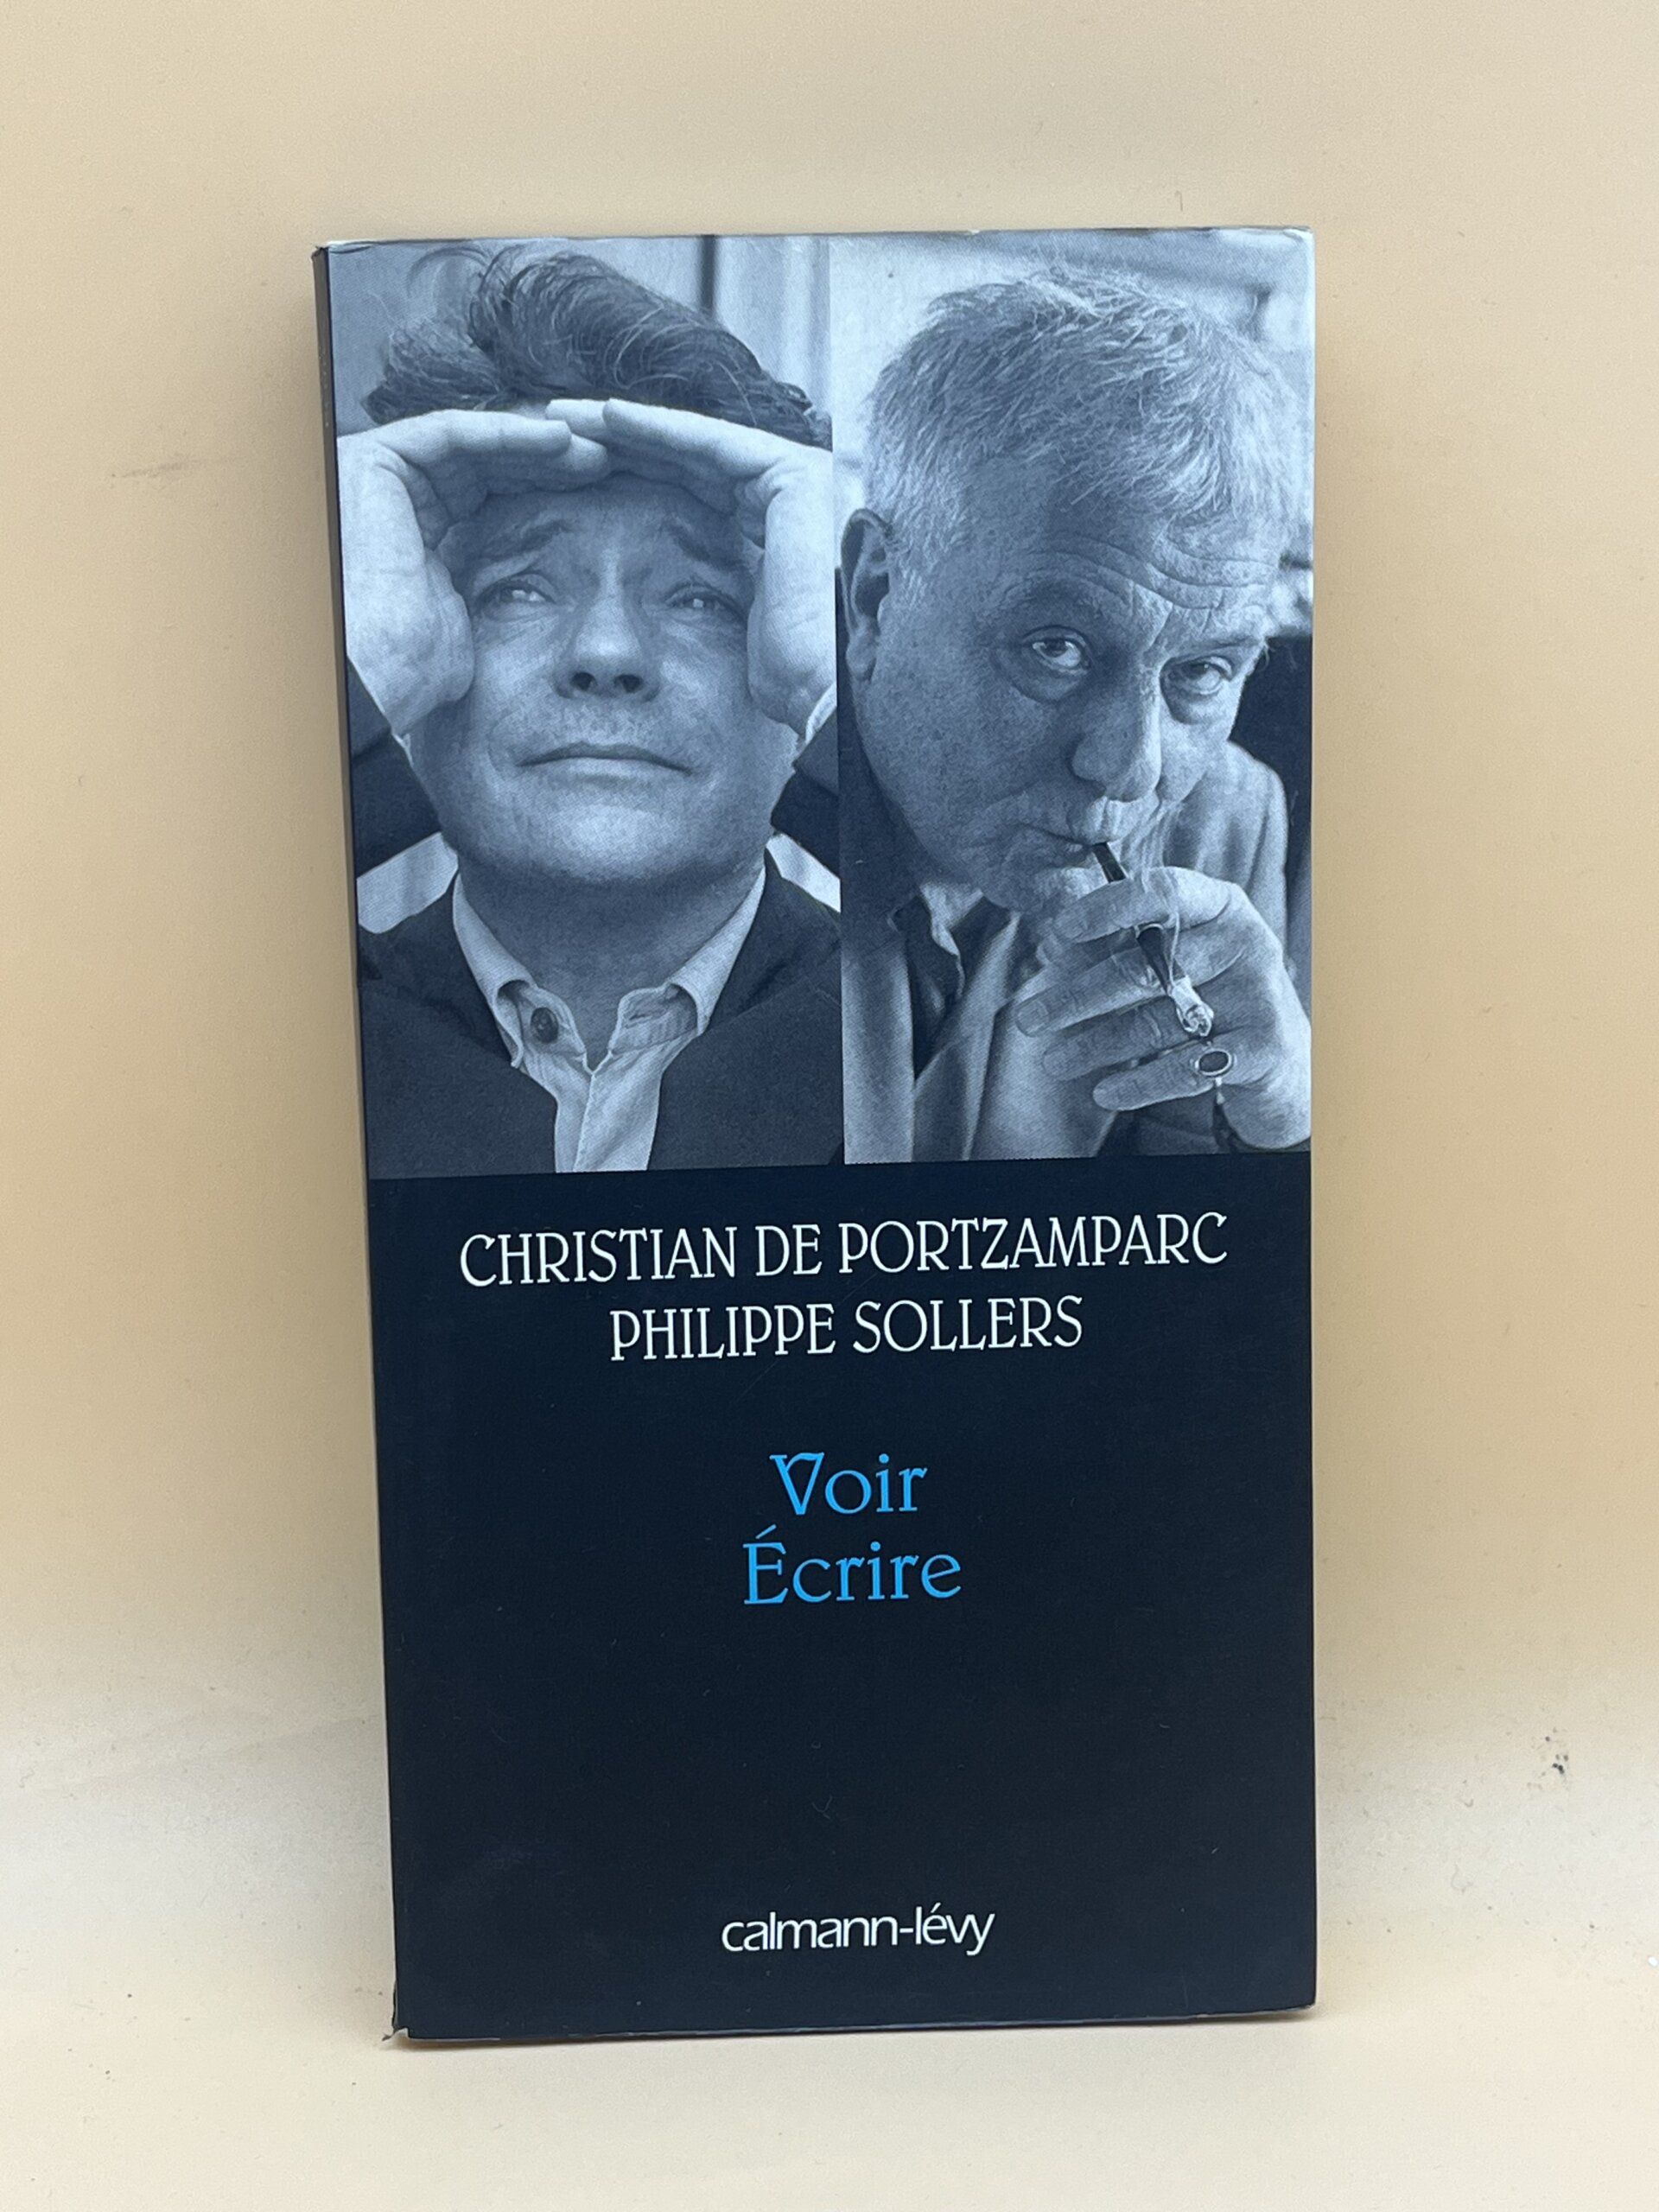 CHRISTIAN DE PORTZAMPARC
PHILIPPE SOLLERS
Voir
Écrire
calmann-lévy